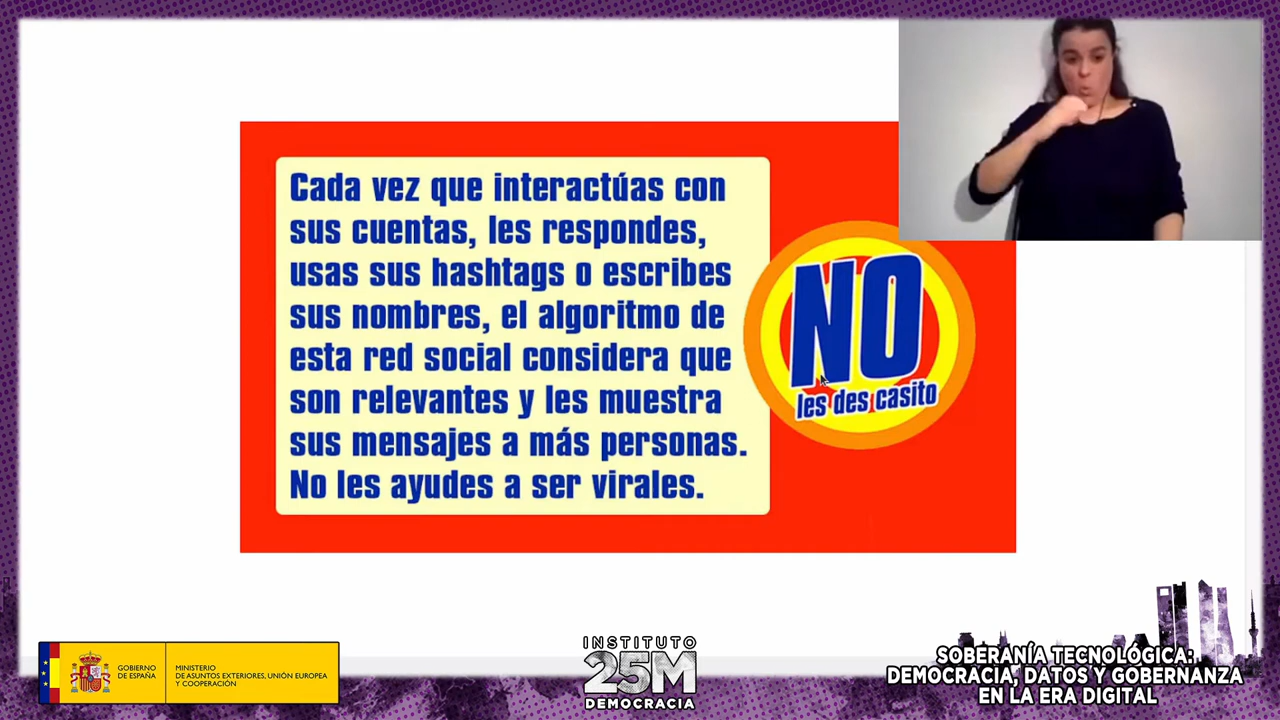 Cada vez que interactúas con
sus cuentas, les respondes,
usas sus hashtags o escribes
sus nombres, el algoritmo de
esta red social considera que
son relevantes y les muestra
sus mensajes a más personas.
No les ayudes a ser virales.
NO
les des casito
GOBIERNO
DE ESPAÑA
MINISTERIO
DE ASUNTOS EXTERIORES, UNIÓN EUROPEA
Y COOPERACIÓN
INSTITUTO
25M
DEMOCRACIA
SOBERANÍA TECNOLÓGICA:
DEMOCRACIA, DATOS Y GOBERNANZA
EN LA ERA DIGITAL